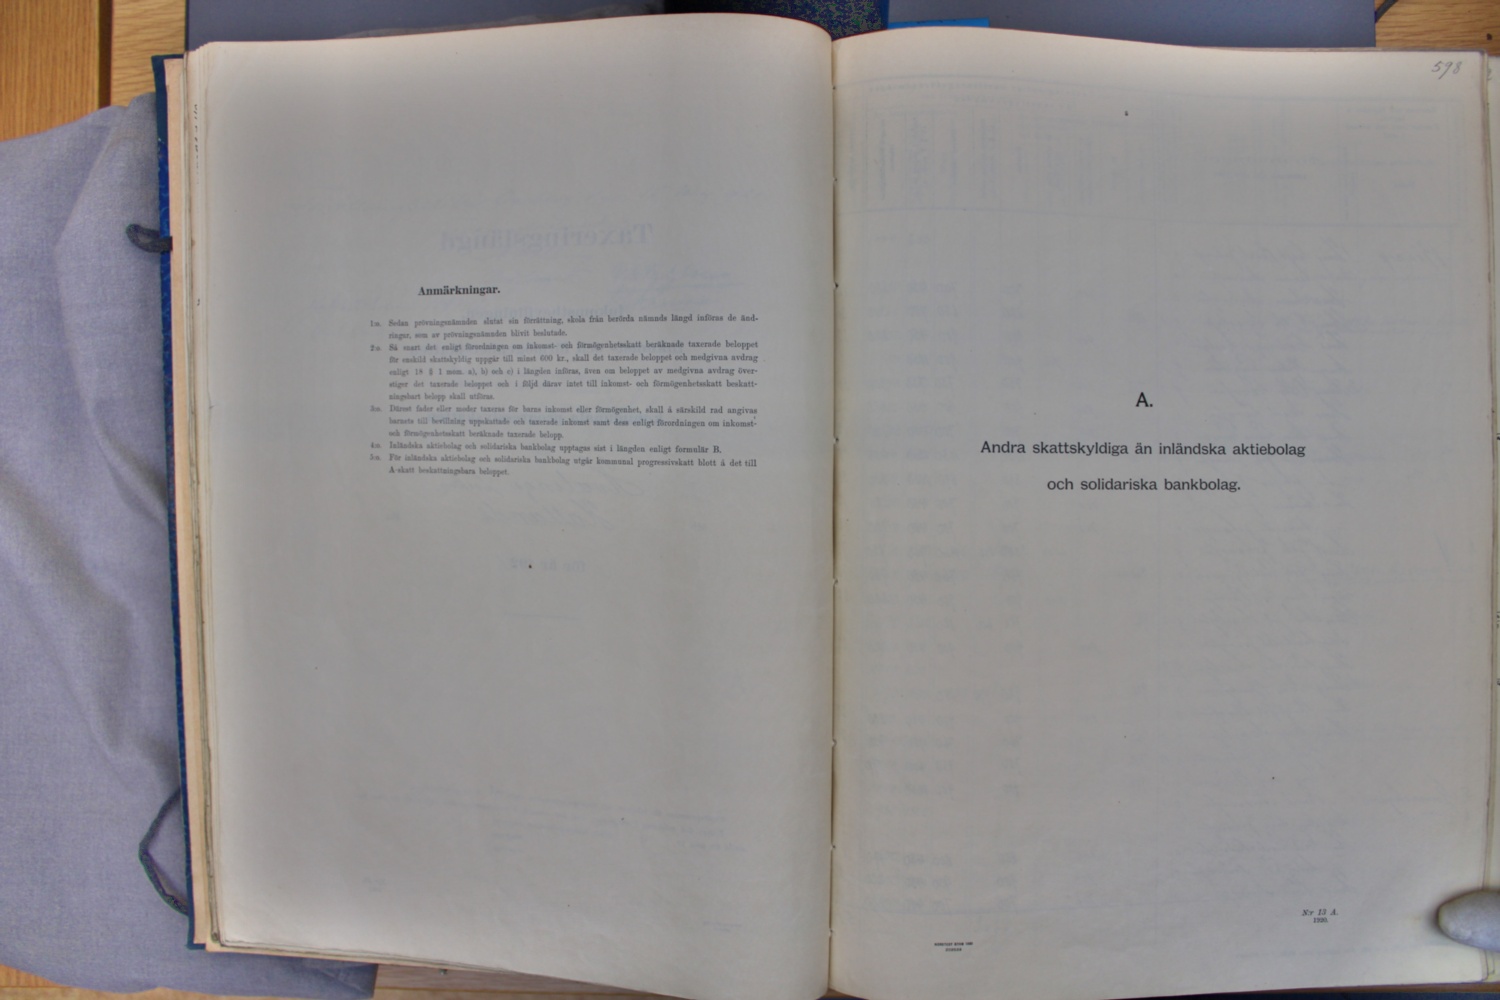 Anmärkningar.
1:o. Sedan prövningsnämnden slutat sin förrättning, skola från berörda nämnds längd införas de änd-
ringar, som av prövningsnämnden blivit beslutade.
2:o. Så snart det enligt förordningen om inkomst- och förmögenhetsskatt beräknade taxerade beloppet
för enskild skattskyldig uppgår till minst 600 kr., skall det taxerade beloppet och medgivna avdrag
enligt 18 § 1 mom. a), b) och c) i längden införas, även om beloppet av medgivna avdrag över-
stiger det taxerade beloppet och i följd därav intet till inkomst- och förmögenhetsskatt beskatt-
ningsbart belopp skall utföras.
3:o. Därest fader eller moder taxeras för barns inkomst eller förmögenhet, skall å särskild rad angivas
barnets till bevillning uppskattade och taxerade inkomst samt dess enligt förordningen om inkomst-
och förmögenhetsskatt beräknade taxerade belopp.
4:o. Inländska aktiebolag och solidariska bankbolag upptagas sist i längden enligt formulär B.
5:o. För inländska aktiebolag och solidariska bankbolag utgår kommunal progressivskatt blott å det till
A-skatt beskattningsbara beloppet.
598
A.
Andra skattskyldiga än inländska aktiebolag
och solidariska bankbolag.
N:r 13 A.
1920.